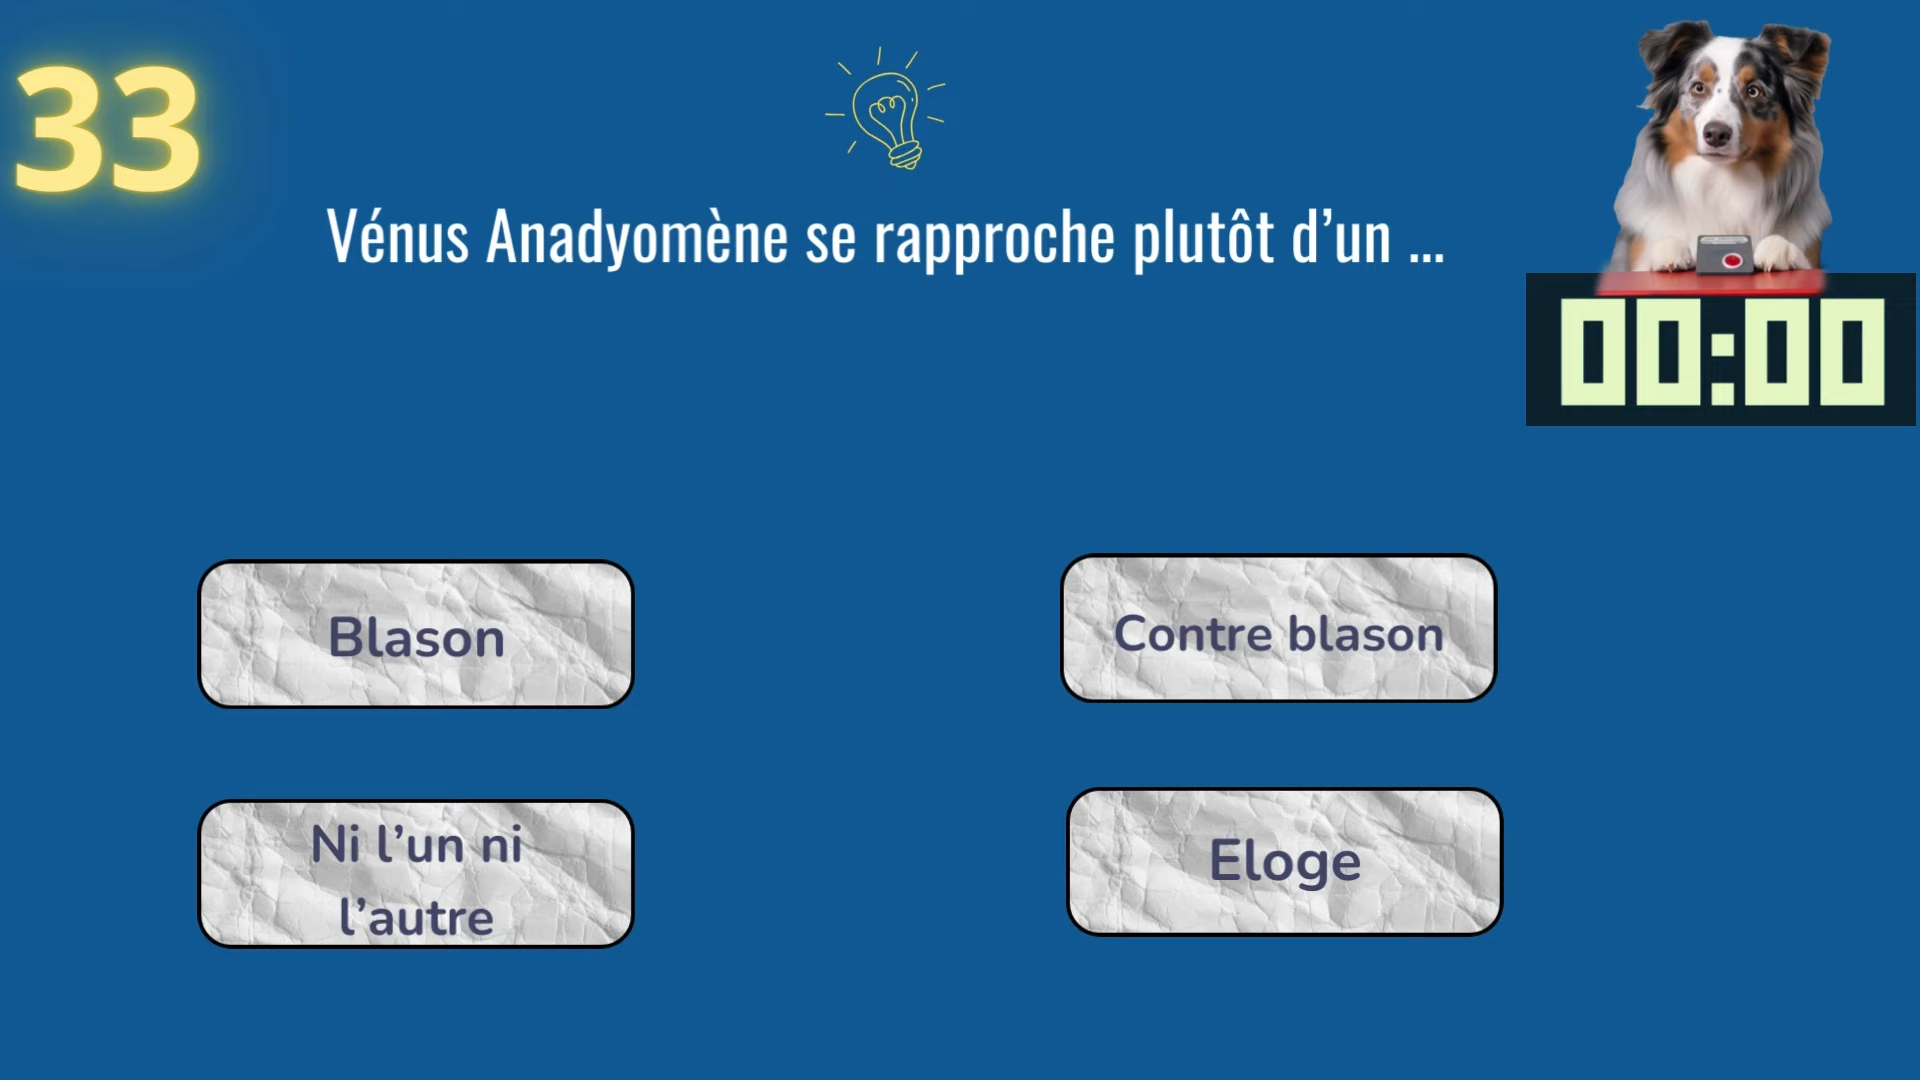 33
Vénus Anadyomène se rapproche plutôt d’un ...
00:00
Blason
Contre blason
Ni l’un ni
l’autre
Eloge